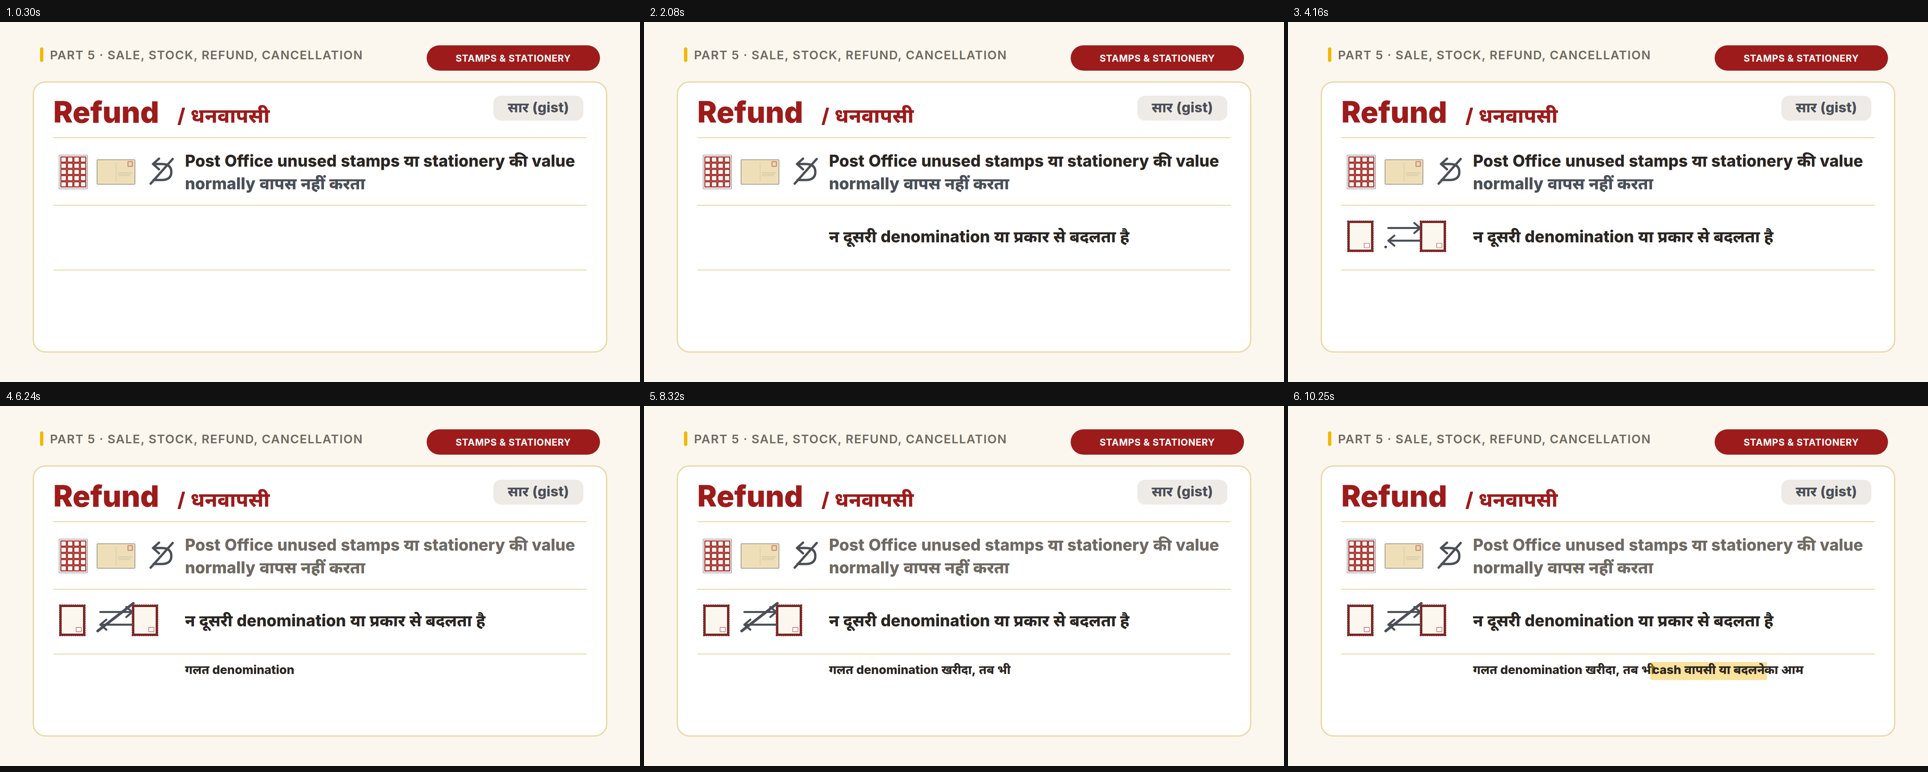 1. 0.30s
PART 5 · SALE, STOCK, REFUND, CANCELLATION
STAMPS & STATIONERY
Refund / धनवापसी
सार (gist)
Post Office unused stamps या stationery की value
normally वापस नहीं करता
2. 2.08s
PART 5 · SALE, STOCK, REFUND, CANCELLATION
STAMPS & STATIONERY
Refund / धनवापसी
सार (gist)
Post Office unused stamps या stationery की value
normally वापस नहीं करता
न दूसरी denomination या प्रकार से बदलता है
3. 4.16s
PART 5 · SALE, STOCK, REFUND, CANCELLATION
STAMPS & STATIONERY
Refund / धनवापसी
सार (gist)
Post Office unused stamps या stationery की value
normally वापस नहीं करता
न दूसरी denomination या प्रकार से बदलता है
4. 6.24s
PART 5 · SALE, STOCK, REFUND, CANCELLATION
STAMPS & STATIONERY
Refund / धनवापसी
सार (gist)
Post Office unused stamps या stationery की value
normally वापस नहीं करता
न दूसरी denomination या प्रकार से बदलता है
गलत denomination
5. 8.32s
PART 5 · SALE, STOCK, REFUND, CANCELLATION
STAMPS & STATIONERY
Refund / धनवापसी
सार (gist)
Post Office unused stamps या stationery की value
normally वापस नहीं करता
न दूसरी denomination या प्रकार से बदलता है
गलत denomination खरीदा, तब भी
6. 10.25s
PART 5 · SALE, STOCK, REFUND, CANCELLATION
STAMPS & STATIONERY
Refund / धनवापसी
सार (gist)
Post Office unused stamps या stationery की value
normally वापस नहीं करता
न दूसरी denomination या प्रकार से बदलता है
गलत denomination खरीदा, तब भी cash वापसी या बदलने का आम